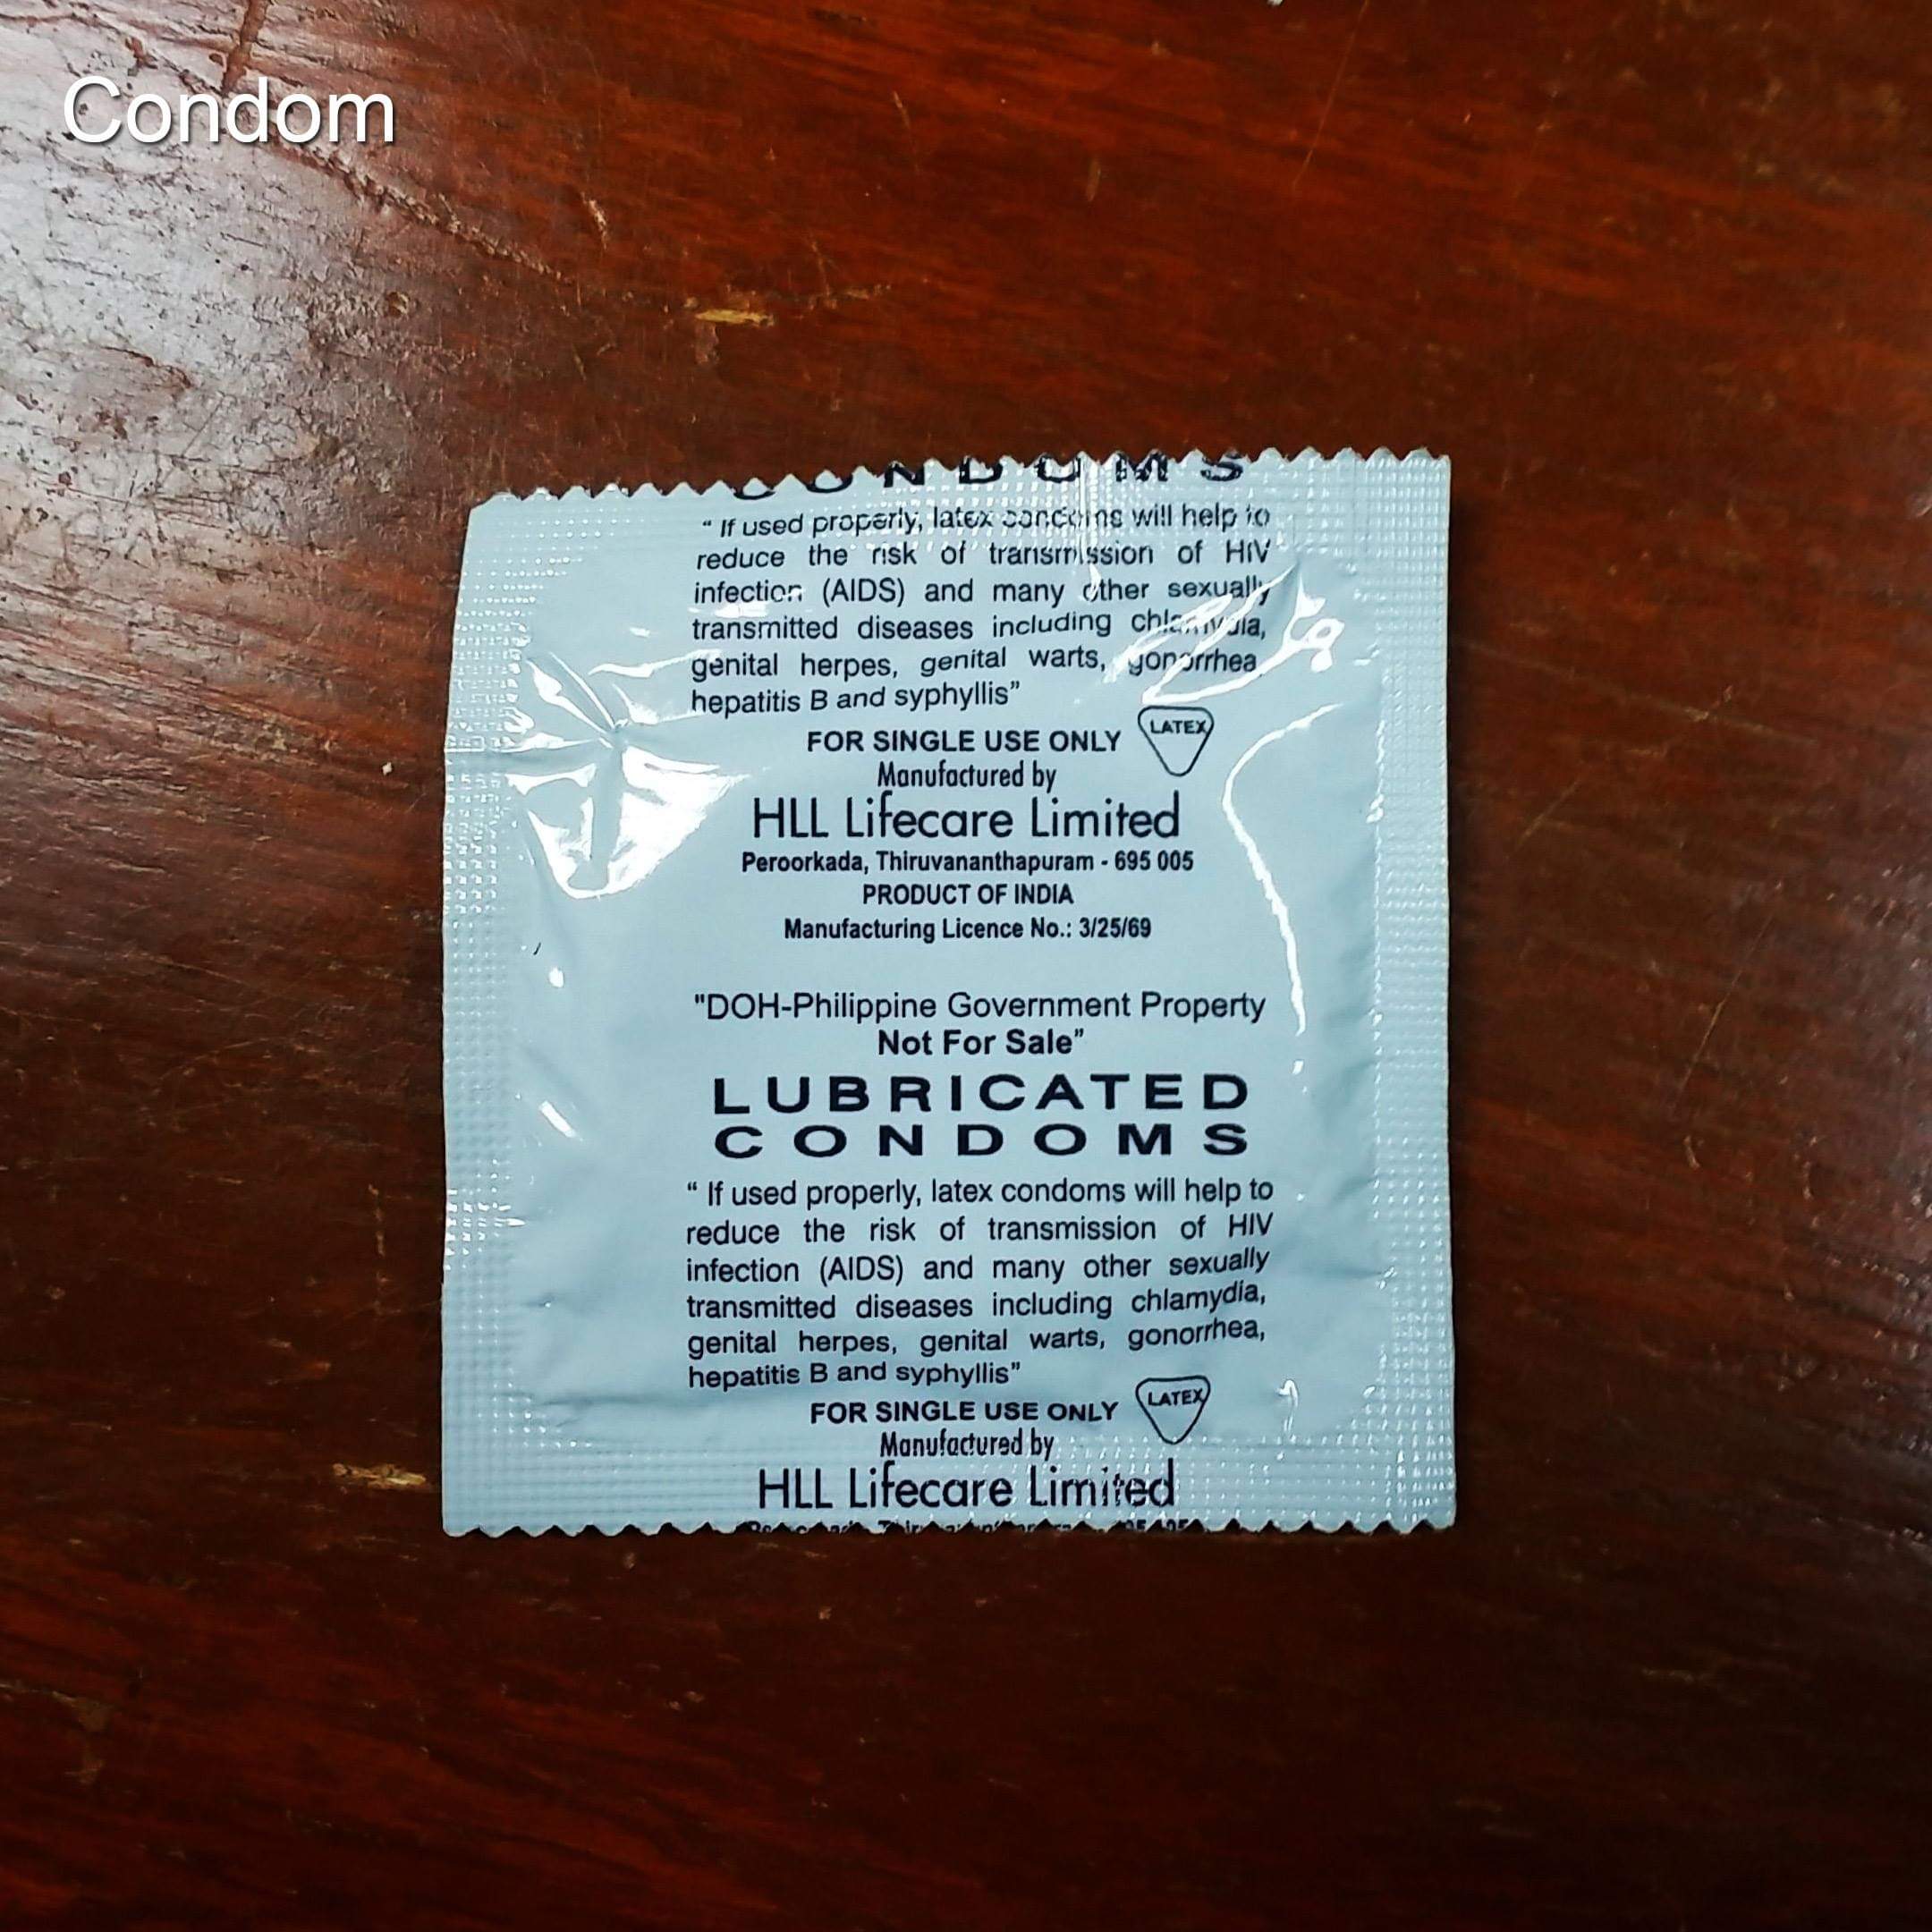 Condom
CONDOMS
“ If used properly, latex condoms will help to
reduce the risk of transmission of HIV
infection (AIDS) and many other sexually
transmitted diseases including chlamydia,
genital herpes, genital warts, gonorrhea
hepatitis B and syphyllis”
FOR SINGLE USE ONLY LATEX
Manufactured by
HLL Lifecare Limited
Peroorkada, Thiruvananthapuram - 695 005
PRODUCT OF INDIA
Manufacturing Licence No.: 3/25/69
"DOH-Philippine Government Property
Not For Sale”
LUBRICATED
CONDOMS
“ If used properly, latex condoms will help to
reduce the risk of transmission of HIV
infection (AIDS) and many other sexually
transmitted diseases including chlamydia,
genital herpes, genital warts, gonorrhea,
hepatitis B and syphyllis”
FOR SINGLE USE ONLY LATEX
Manufactured by
HLL Lifecare Limited